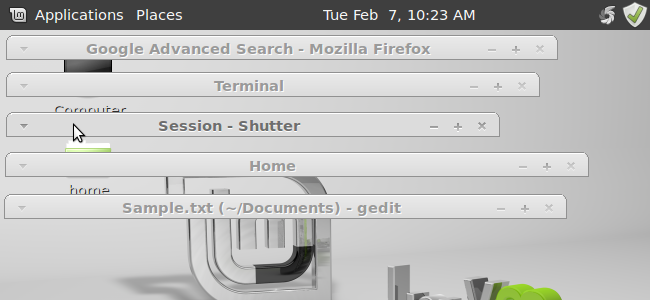 Applications Places Tue Feb 7, 10:23 AM
Google Advanced Search - Mozilla Firefox
Terminal
Computer
Session - Shutter
Home
home
Sample.txt (~/Documents) - gedit